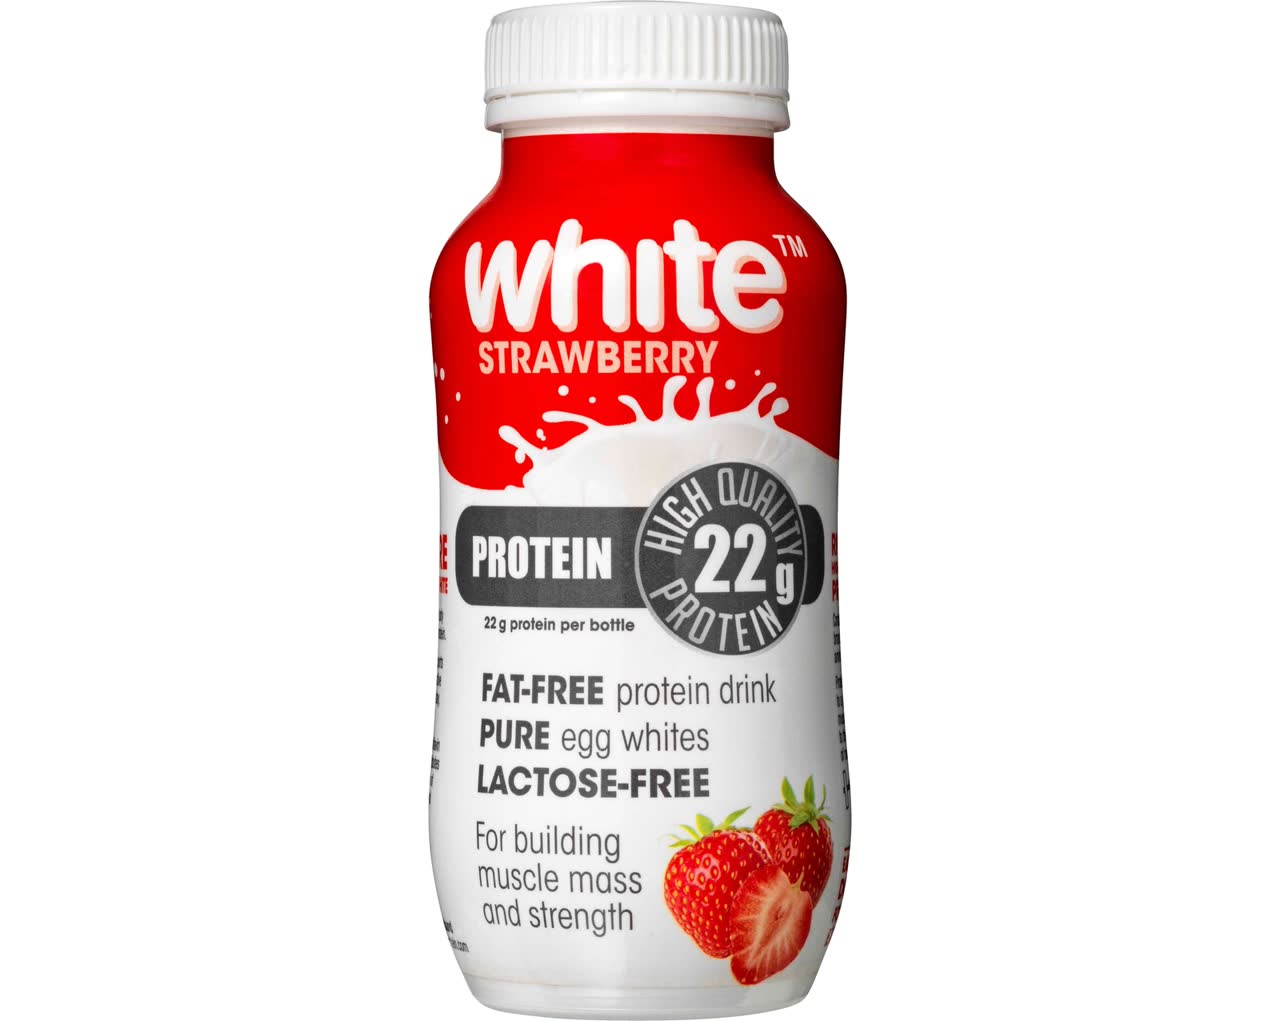 white™
STRAWBERRY
PROTEIN
HIGH QUALITY
22g
PROTEIN
22 g protein per bottle
FAT-FREE protein drink
PURE egg whites
LACTOSE-FREE
For building
muscle mass
and strength